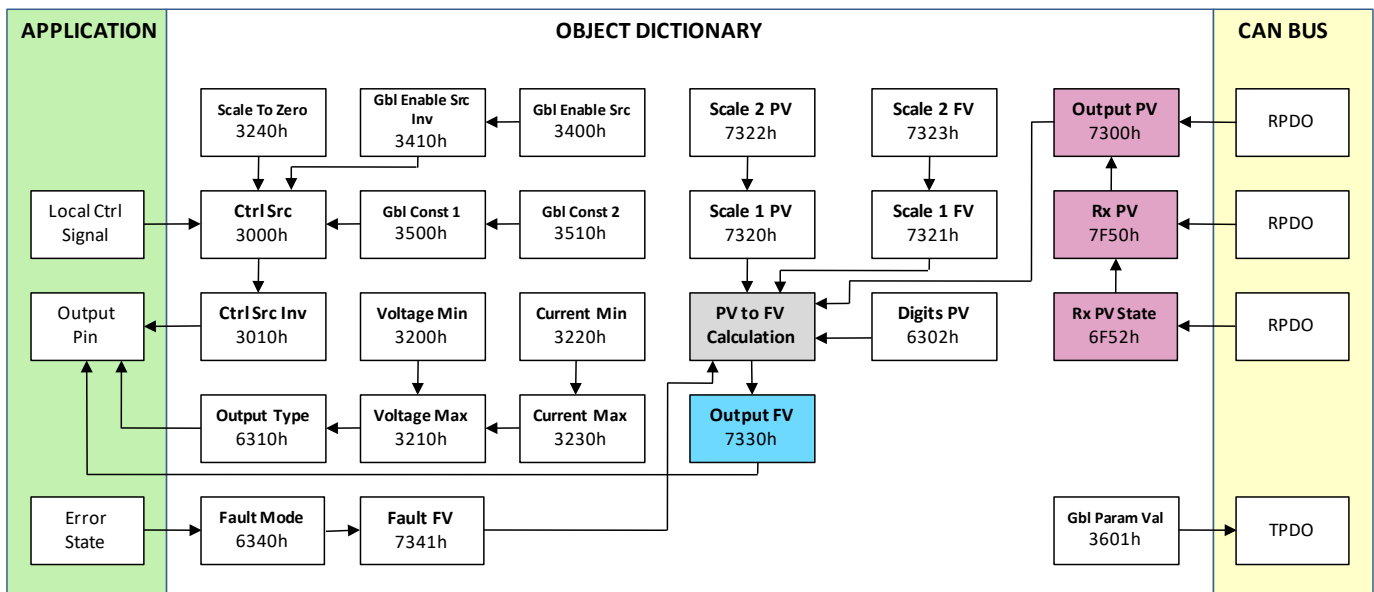 APPLICATION
OBJECT DICTIONARY
CAN BUS
Scale To Zero
3240h
Gbl Enable Src
Inv
3410h
Gbl Enable Src
3400h
Scale 2 PV
7322h
Scale 2 FV
7323h
Output PV
7300h
RPDO
Local Ctrl
Signal
Ctrl Src
3000h
Gbl Const 1
3500h
Gbl Const 2
3510h
Scale 1 PV
7320h
Scale 1 FV
7321h
Rx PV
7F50h
RPDO
Output
Pin
Ctrl Src Inv
3010h
Voltage Min
3200h
Current Min
3220h
PV to FV
Calculation
Digits PV
6302h
Rx PV State
6F52h
RPDO
Output Type
6310h
Voltage Max
3210h
Current Max
3230h
Output FV
7330h
Error
State
Fault Mode
6340h
Fault FV
7341h
Gbl Param Val
3601h
TPDO